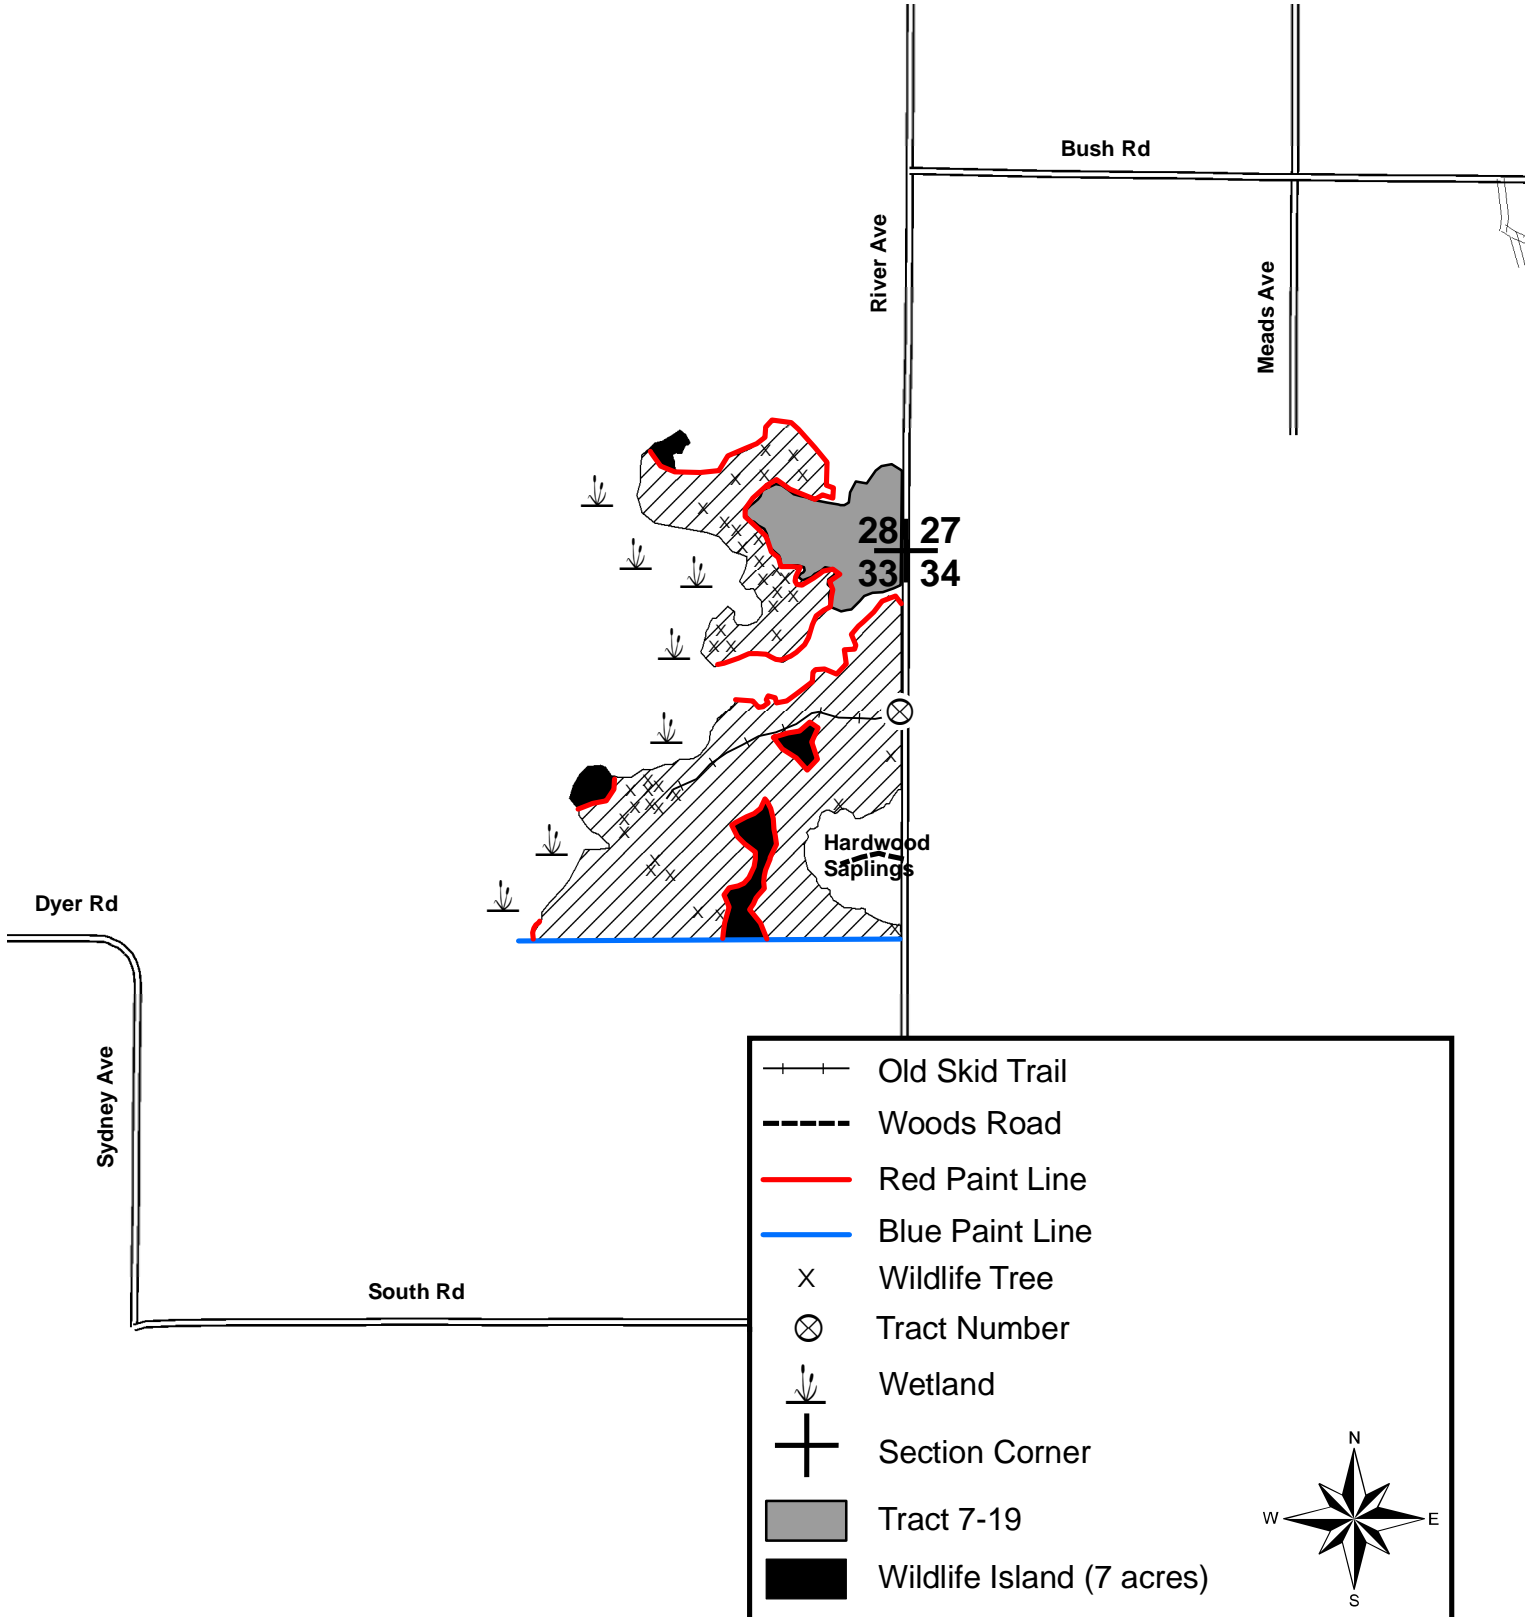 Bush Rd
River Ave
Meads Ave
28 27
33 34
Hardwood
Saplings
Dyer Rd
Sydney Ave
South Rd
Old Skid Trail
Woods Road
Red Paint Line
Blue Paint Line
Wildlife Tree
Tract Number
Wetland
Section Corner
Tract 7-19
Wildlife Island (7 acres)
N
W E
S